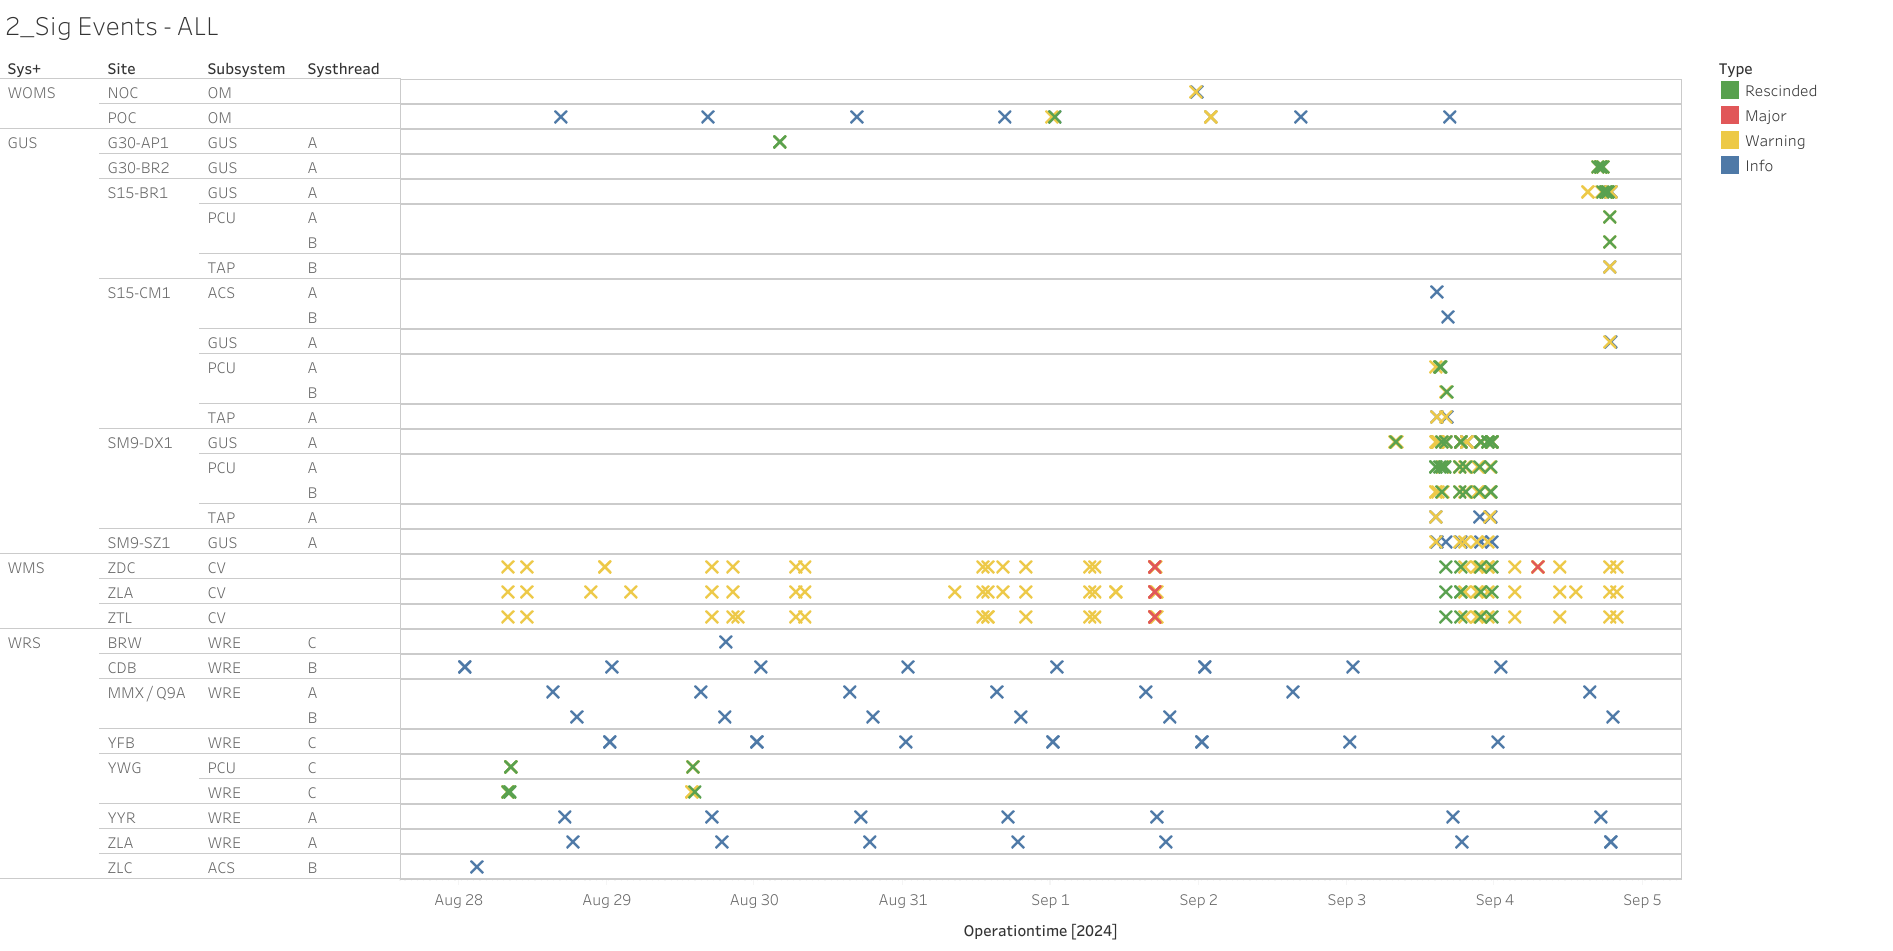 2_Sig Events - ALL
Sys+ Site Subsystem Systhread
WOMS NOC OM
POC OM
GUS G30-AP1 GUS A
G30-BR2 GUS A
S15-BR1 GUS A
PCU A
B
TAP B
S15-CM1 ACS A
B
GUS A
PCU A
B
TAP A
SM9-DX1 GUS A
PCU A
B
TAP A
SM9-SZ1 GUS A
WMS ZDC CV
ZLA CV
ZTL CV
WRS BRW WRE C
CDB WRE B
MMX / Q9A WRE A
B
YFB WRE C
YWG PCU C
WRE C
YYR WRE A
ZLA WRE A
ZLC ACS B
Aug 28 Aug 29 Aug 30 Aug 31 Sep 1 Sep 2 Sep 3 Sep 4 Sep 5
Operationtime [2024]
Type
Rescinded
Major
Warning
Info